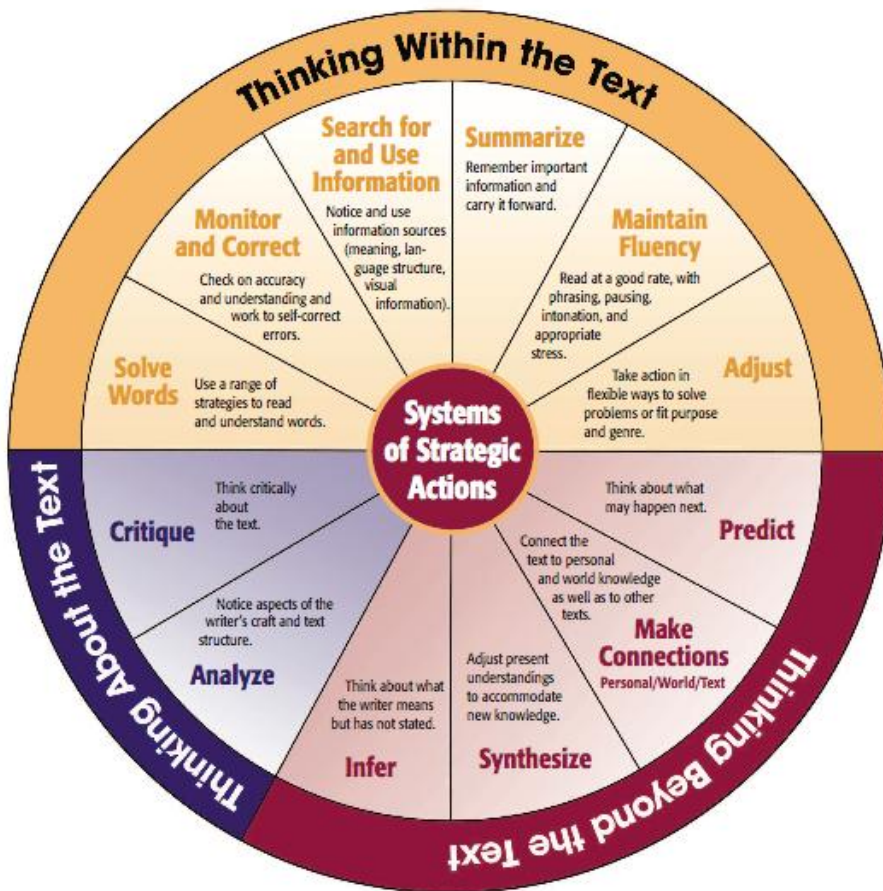 Thinking Within the Text
Search for
and Use
Information
Notice and use
information sources
(meaning, lan-
guage structure,
visual
information).
Summarize
Remember important
information and
carry it forward.
Monitor
and Correct
Check on accuracy
and understanding and
work to self-correct
errors.
Maintain
Fluency
Read at a good rate, with
phrasing, pausing,
intonation, and
appropriate
stress.
Solve
Words
Use a range of
strategies to read
and understand words.
Adjust
Take action in
flexible ways to solve
problems or fit purpose
and genre.
Systems
of Strategic
Actions
Thinking About the Text
Critique
Think critically
about
the text.
Notice aspects of the
writer's craft and text
structure.
Analyze
Thinking Beyond the Text
Think about what
may happen next.
Predict
Connect the
text to personal
and world knowledge
as well as to other
texts.
Make
Connections
Personal/World/Text
Adjust present
understandings
to accommodate
new knowledge.
Synthesize
Think about what
the writer means
but has not stated.
Infer